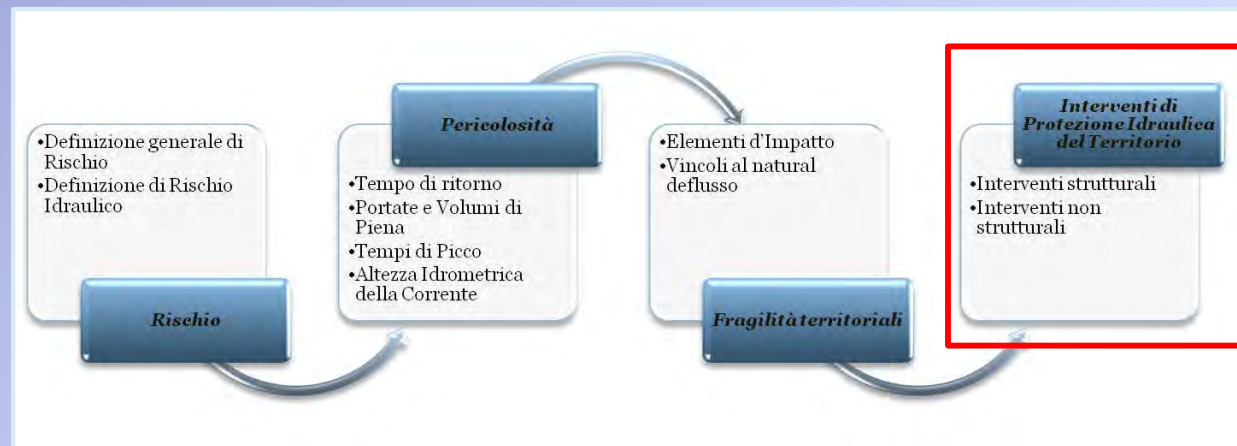 •Definizione generale di
Rischio
•Definizione di Rischio
Idraulico
Rischio
Pericolosità
•Tempo di ritorno
•Portate e Volumi di
Piena
•Tempi di Picco
•Altezza Idrometrica
della Corrente
•Elementi d'Impatto
•Vincoli al natural
deflusso
Fragilità territoriali
Interventi di
Protezione Idraulica
del Territorio
•Interventi strutturali
•Interventi non
strutturali